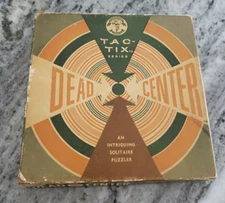 TAC-
TIX
SERIES
DEAD CENTER
AN
INTRIGUING
SOLITAIRE
PUZZLER